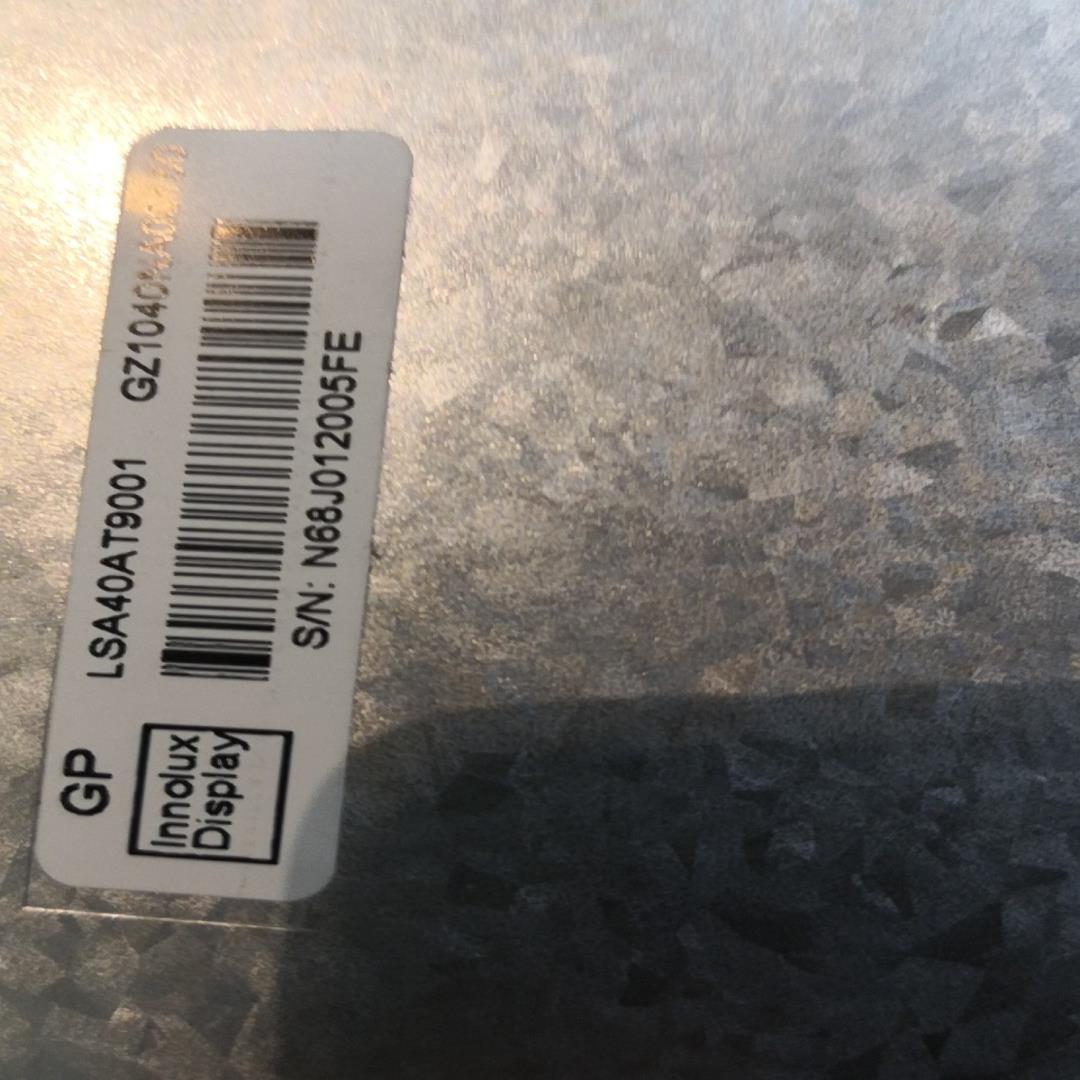 GP LSA40AT9001
Innolux
Display
S/N: N68J012005FE